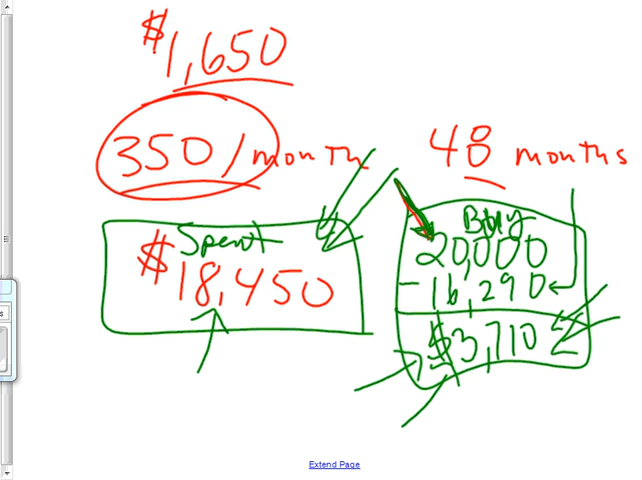 $1,650
350/month
48 months
Spent
$18,450
Buy
20,000
- 16,290
$3,710
Extend Page